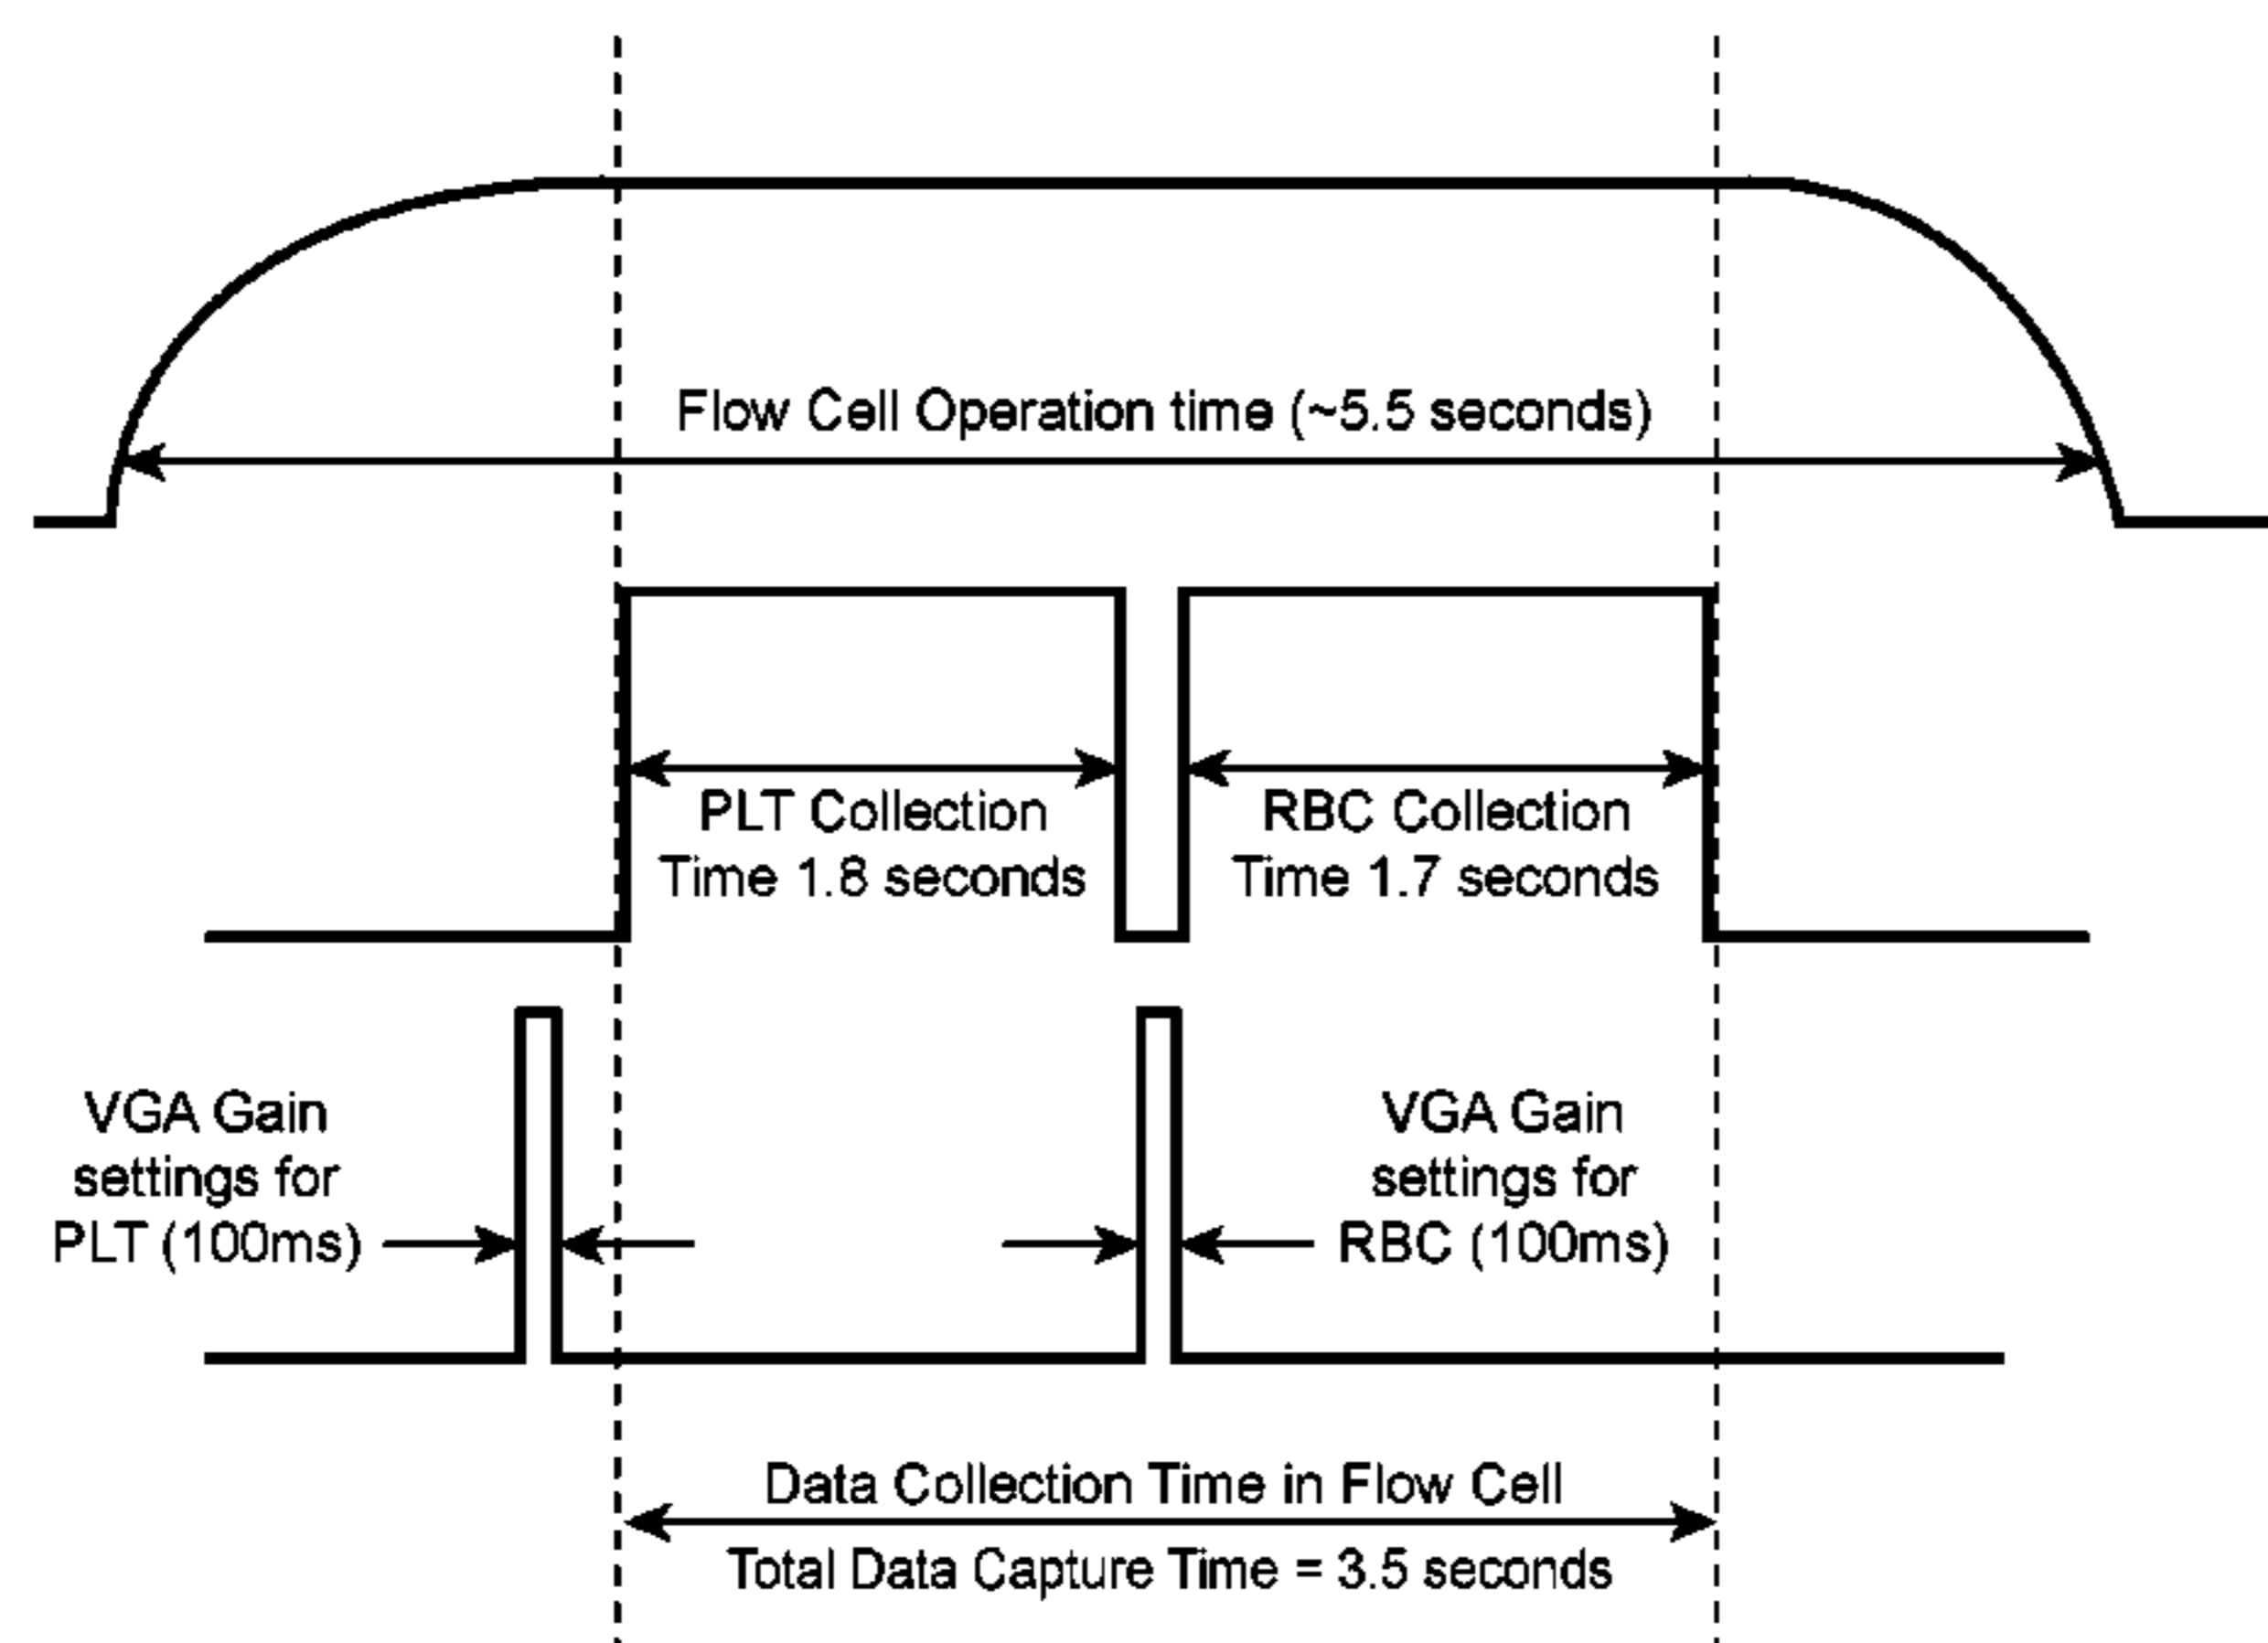 Flow Cell Operation time (~5.5 seconds)
PLT Collection
Time 1.8 seconds
RBC Collection
Time 1.7 seconds
VGA Gain
settings for
PLT (100ms)
VGA Gain
settings for
RBC (100ms)
Data Collection Time in Flow Cell
Total Data Capture Time = 3.5 seconds